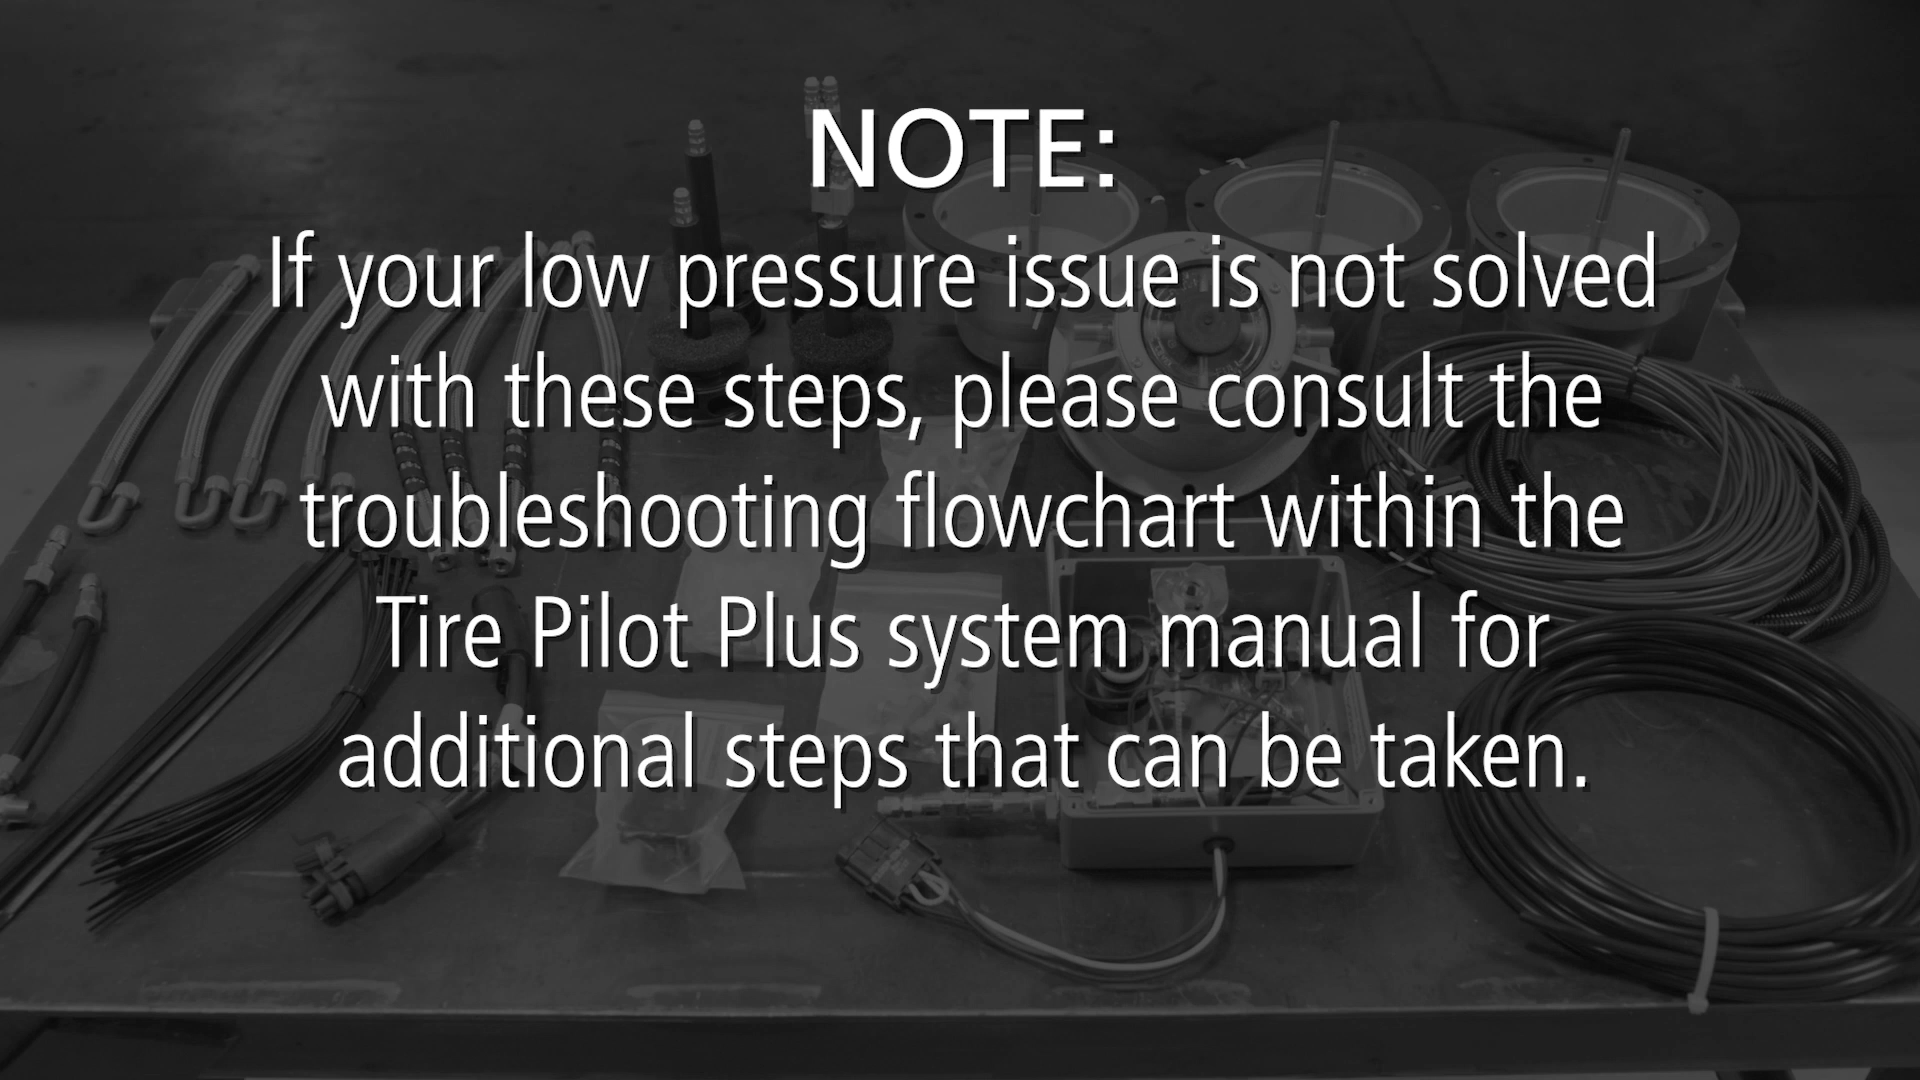 NOTE:
If your low pressure issue is not solved
with these steps, please consult the
troubleshooting flowchart within the
Tire Pilot Plus system manual for
additional steps that can be taken.